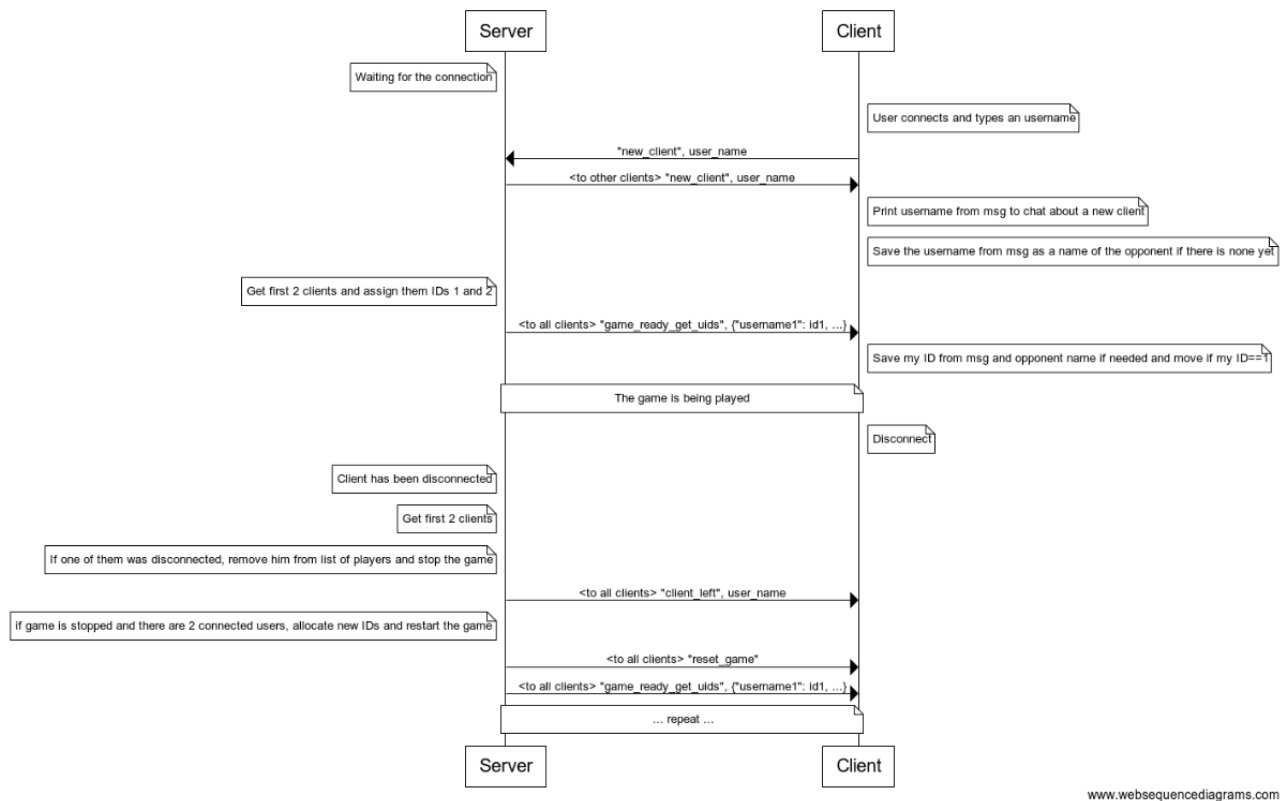 Server
Client
Waiting for the connection
User connects and types an username
"new_client", user_name
<to other clients> "new_client", user_name
Print username from msg to chat about a new client
Save the username from msg as a name of the opponent if there is none yet
Get first 2 clients and assign them IDs 1 and 2
<to all clients> "game_ready_get_uids", {"username1": id1, ...}
Save my ID from msg and opponent name if needed and move if my ID==1
The game is being played
Disconnect
Client has been disconnected
Get first 2 clients
If one of them was disconnected, remove him from list of players and stop the game
<to all clients> "client_left", user_name
if game is stopped and there are 2 connected users, allocate new IDs and restart the game
<to all clients> "reset_game"
<to all clients> "game_ready_get_uids", {"username1": id1, ...}
... repeat ...
Server
Client
www.websequencediagrams.com